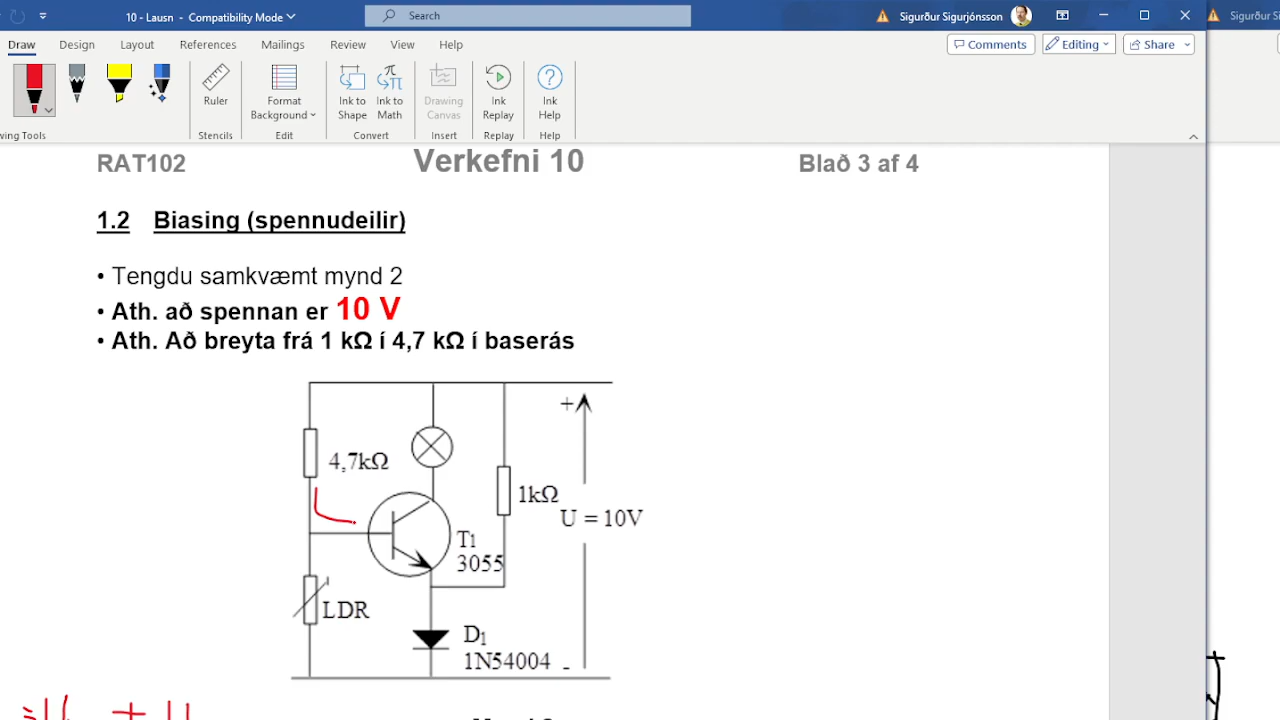 10 - Lausn - Compatibility Mode
Search
Sigurður Sigurjónsson
Draw Design Layout References Mailings Review View Help
Comments Editing Share
Ruler
Format Background
Ink to Shape
Ink to Math
Drawing Canvas
Ink Replay
Ink Help
Stencils Edit Convert Insert Replay Help
RAT102 Verkefni 10 Blað 3 af 4
1.2 Biasing (spennudeilir)
• Tengdu samkvæmt mynd 2
• Ath. að spennan er 10 V
• Ath. Að breyta frá 1 kΩ í 4,7 kΩ í baserás
+
4,7kΩ
1kΩ
U = 10V
T1
3055
LDR
D1
1N54004 -